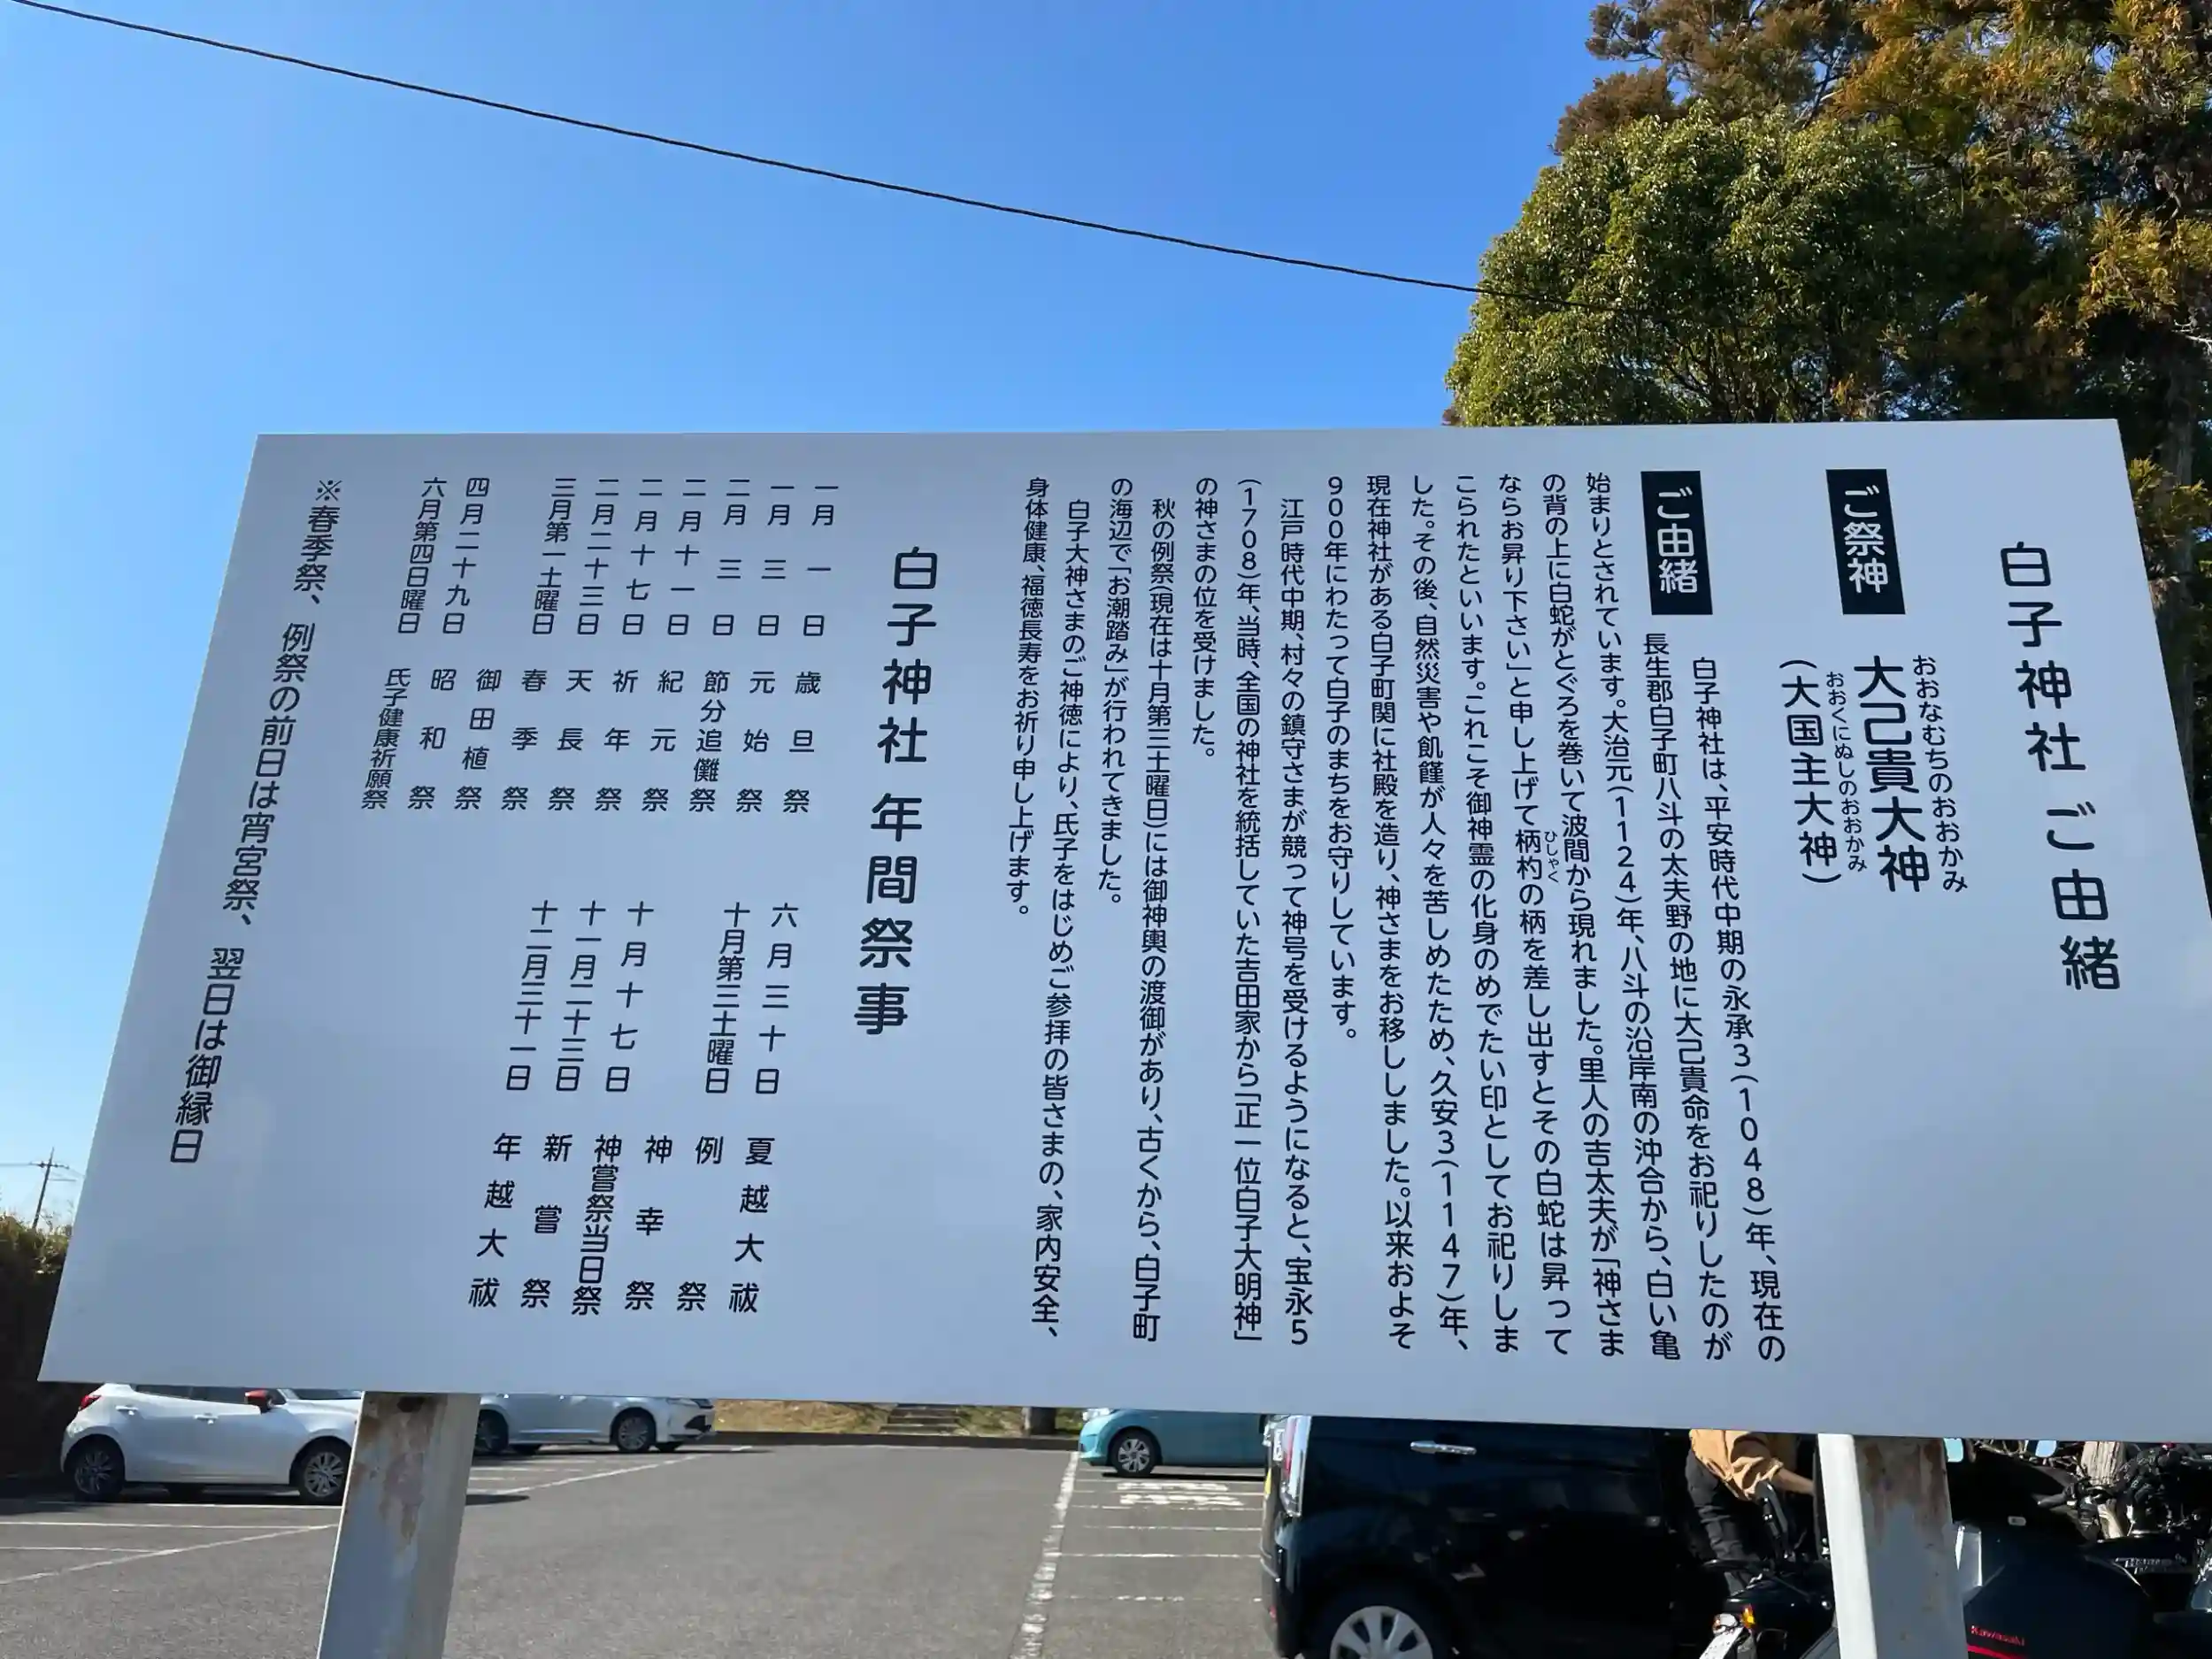 白子神社 ご由緒
ご祭神
おおなむちのおおかみ
大己貴大神
おおくにぬしのおおかみ
(大国主大神)
ご由緒
白子神社は、平安時代中期の永承3(1048)年、現在の
長生郡白子町八斗の太夫野の地に大己貴命をお祀りしたのが
始まりとされています。大治元(1124)年、八斗の沿岸南の沖合から、白い亀
の背の上に白蛇がとぐろを巻いて波間から現れました。里人の吉太夫が「神さま
ひしゃく
ならお昇り下さい」と申し上げて柄杓の柄を差し出すとその白蛇は昇って
こられたといいます。これこそ御神霊の化身のめでたい印としてお祀りしま
した。その後、自然災害や飢饉が人々を苦しめたため、久安3(1147)年、
現在神社がある白子町関に社殿を造り、神さまをお移ししました。以来およそ
900年にわたって白子のまちをお守りしています。
江戸時代中期、村々の鎮守さまが競って神号を受けるようになると、宝永5
(1708)年、当時、全国の神社を統括していた吉田家から「正一位白子大明神」
の神さまの位を受けました。
秋の例祭(現在は十月第三土曜日)には御神輿の渡御があり、古くから、白子町
の海辺で「お潮踏み」が行われてきました。
白子大神さまのご神徳により、氏子をはじめご参拝の皆さまの、家内安全、
身体健康、福徳長寿をお祈り申し上げます。
白子神社 年間祭事
一月一日 歳旦祭
一月三日 元始祭
二月三日 節分追儺祭
二月十一日 紀元祭
二月十七日 祈年祭
二月二十三日 天長祭
三月第一土曜日 春季祭
御田植祭
四月二十九日 昭和祭
六月第四日曜日 氏子健康祈願祭
六月三十日 夏越大祓
十月第三土曜日 例祭
神幸祭
十月十七日 神嘗祭当日祭
十一月二十三日 新嘗祭
十二月三十一日 年越大祓
※春季祭、例祭の前日は宵宮祭、翌日は御縁日
Kawasaki